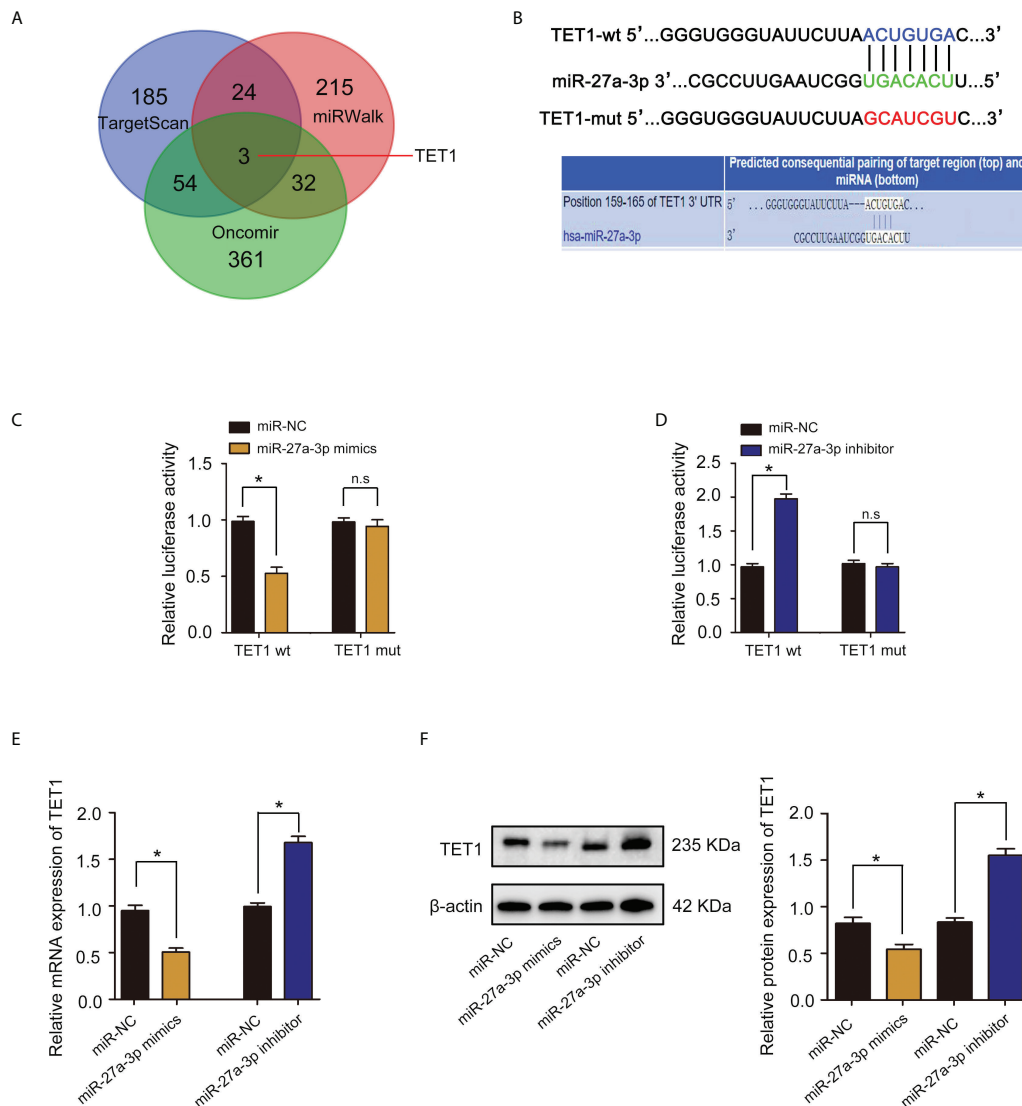 A
185
24
215
TargetScan
miRWalk
3
TET1
54
32
Oncomir
361
B
TET1-wt 5’...GGGUGGGUAUUCUUAAACUGUGAC...3’
miR-27a-3p 3’...CGCCUUGAAUCGGUGACACUU...5’
TET1-mut 5’...GGGUGGGUAUUCUUAAGCAUCGUC...3’
Predicted consequential pairing of target region (top) and
miRNA (bottom)
Position 159-165 of TET1 3' UTR 5' ...GGGUGGGUAUUCUUA---ACUGUGAC...
hsa-miR-27a-3p 3' CGCCUUGAAUCGGUGACACUU
C
miR-NC
miR-27a-3p mimics
Relative luciferase activity
1.5
1.0
0.5
0.0
*
n.s
TET1 wt
TET1 mut
D
miR-NC
miR-27a-3p inhibitor
Relative luciferase activity
2.5
2.0
1.5
1.0
0.5
0.0
*
n.s
TET1 wt
TET1 mut
E
Relative mRNA expression of TET1
2.0
1.5
1.0
0.5
0.0
*
*
miR-NC
miR-27a-3p mimics
miR-NC
miR-27a-3p inhibitor
F
TET1
235 KDa
β-actin
42 KDa
miR-NC
miR-27a-3p mimics
miR-NC
miR-27a-3p inhibitor
Relative protein expression of TET1
2.0
1.5
1.0
0.5
0.0
*
*
miR-NC
miR-27a-3p mimics
miR-NC
miR-27a-3p inhibitor